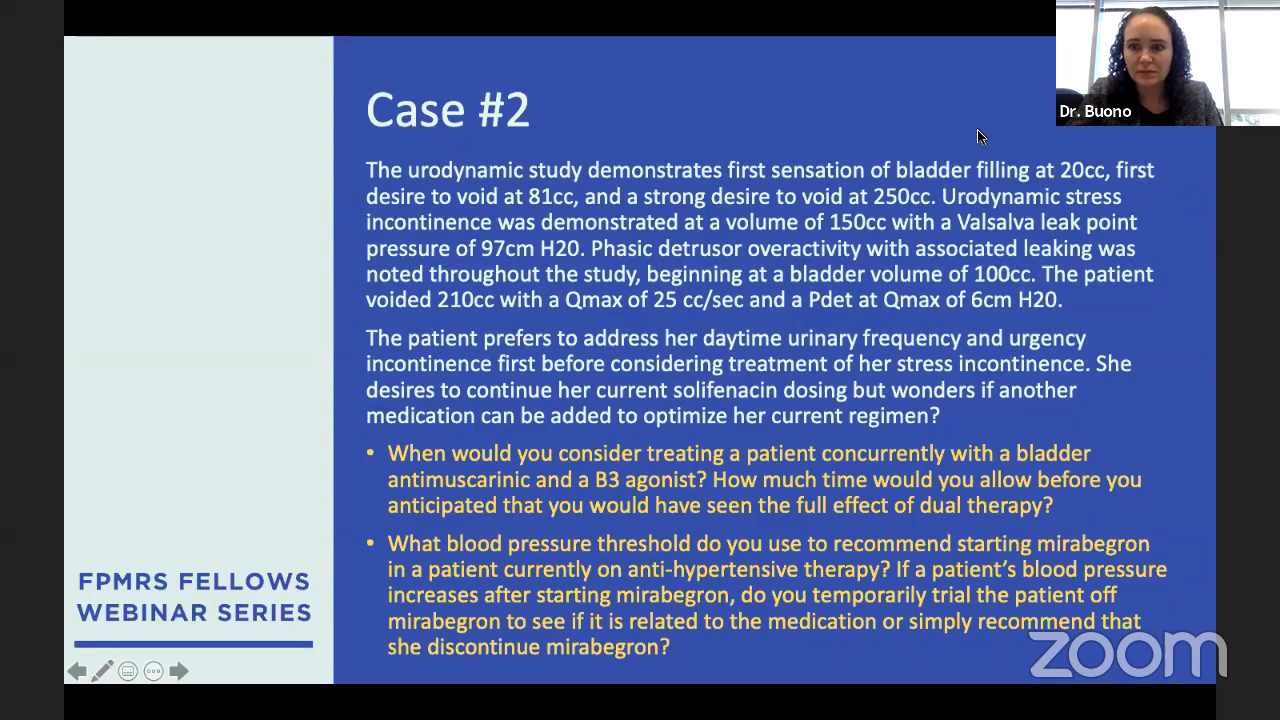 Case #2
Dr. Buono
The urodynamic study demonstrates first sensation of bladder filling at 20cc, first
desire to void at 81cc, and a strong desire to void at 250cc. Urodynamic stress
incontinence was demonstrated at a volume of 150cc with a Valsalva leak point
pressure of 97cm H20. Phasic detrusor overactivity with associated leaking was
noted throughout the study, beginning at a bladder volume of 100cc. The patient
voided 210cc with a Qmax of 25 cc/sec and a Pdet at Qmax of 6cm H20.
The patient prefers to address her daytime urinary frequency and urgency
incontinence first before considering treatment of her stress incontinence. She
desires to continue her current solifenacin dosing but wonders if another
medication can be added to optimize her current regimen?
• When would you consider treating a patient concurrently with a bladder
antimuscarinic and a B3 agonist? How much time would you allow before you
anticipated that you would have seen the full effect of dual therapy?
• What blood pressure threshold do you use to recommend starting mirabegron
in a patient currently on anti-hypertensive therapy? If a patient's blood pressure
increases after starting mirabegron, do you temporarily trial the patient off
mirabegron to see if it is related to the medication or simply recommend that
she discontinue mirabegron?
FPMRS FELLOWS
WEBINAR SERIES
zoom